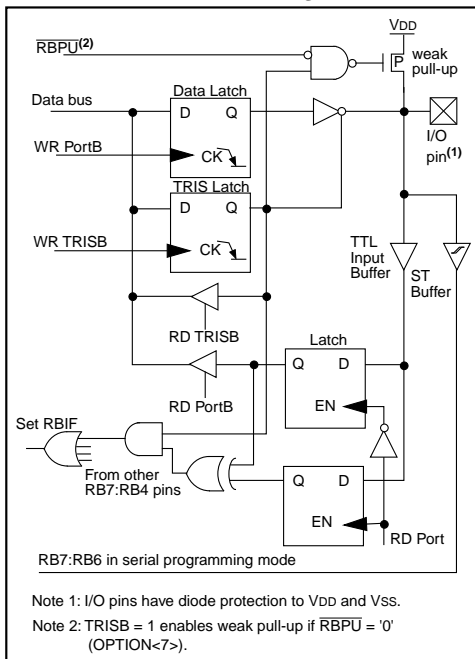 VDD
RBPU(2)
P
weak
pull-up
Data Latch
Data bus
D Q
I/O
pin(1)
WR PortB
CK
TRIS Latch
D Q
WR TRISB
CK
TTL
Input
Buffer
ST
Buffer
RD TRISB
Latch
Q D
RD PortB
EN
Set RBIF
From other
RB7:RB4 pins
Q D
EN
RD Port
RB7:RB6 in serial programming mode
Note 1: I/O pins have diode protection to VDD and VSS.
Note 2: TRISB = 1 enables weak pull-up if RBPU = '0'
(OPTION<7>).